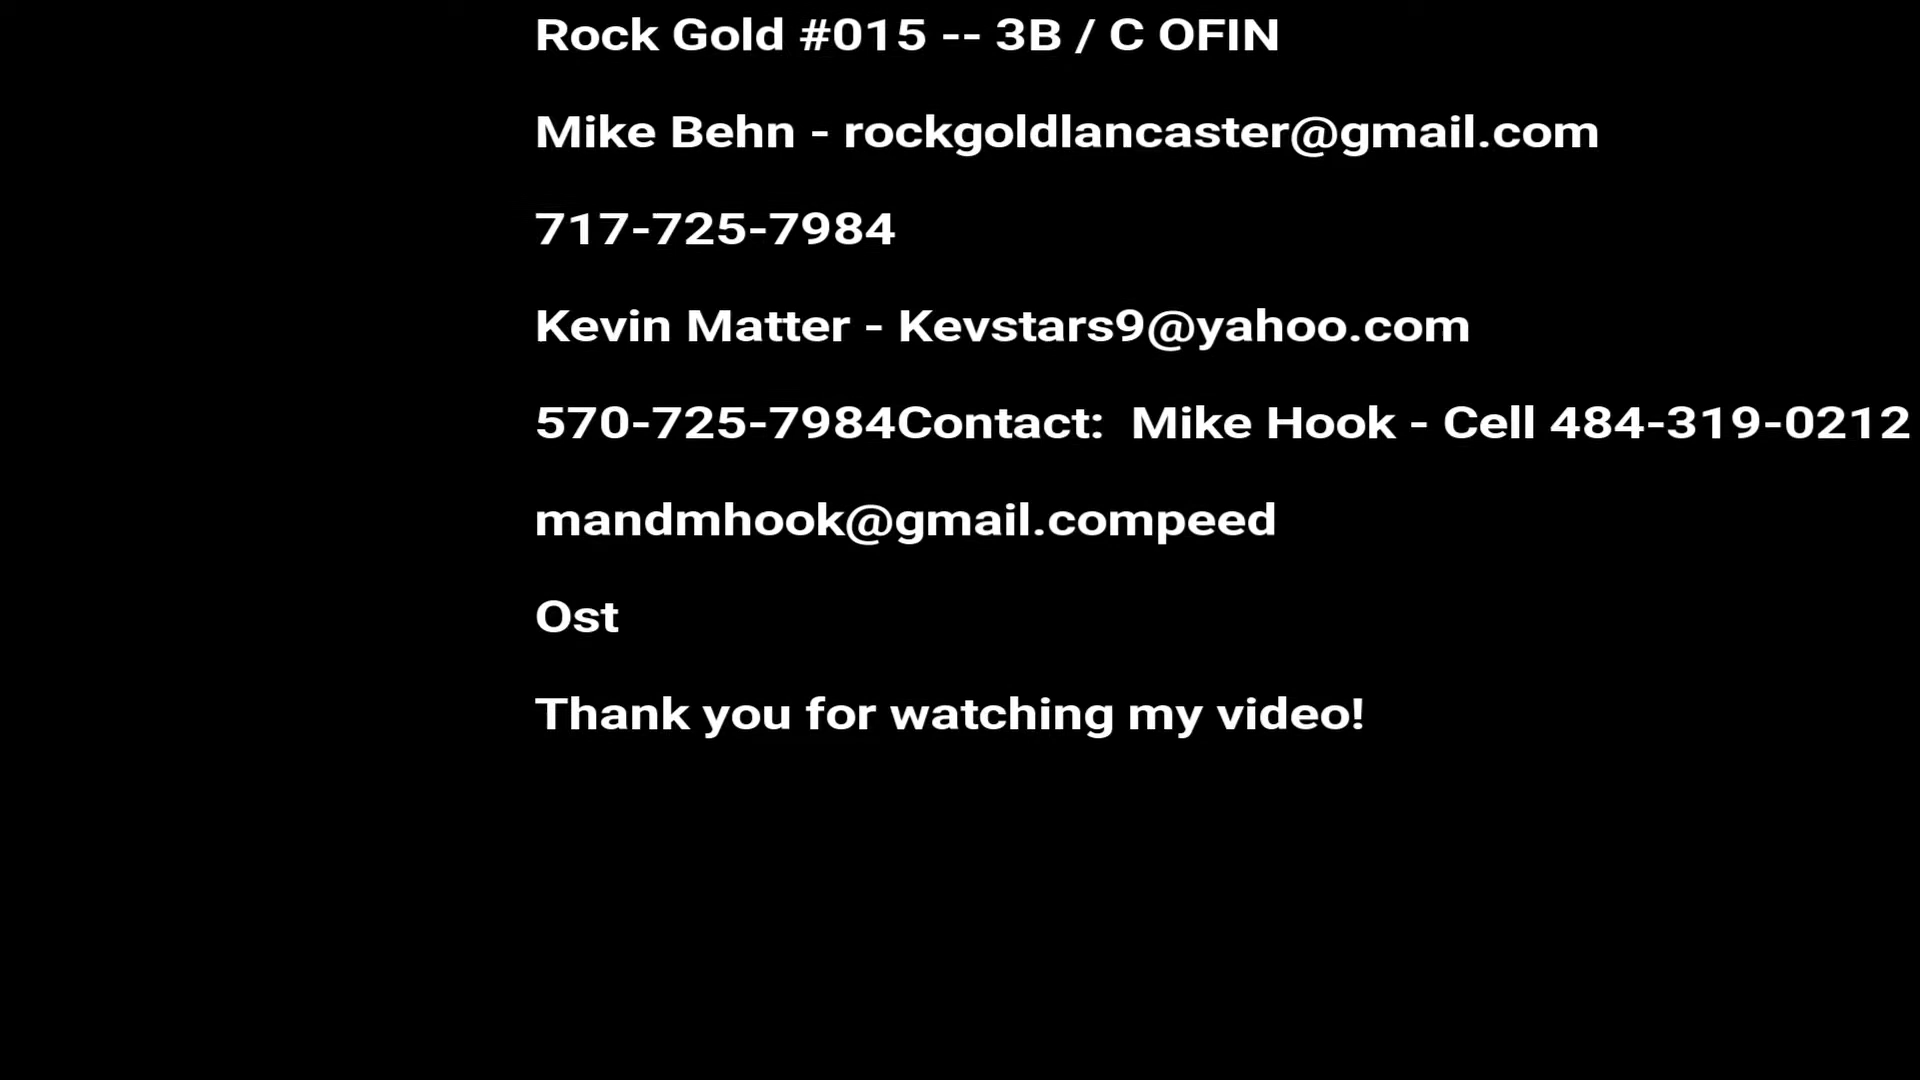 Rock Gold #015 -- 3B / C OFIN
Mike Behn - rockgoldlancaster@gmail.com
717-725-7984
Kevin Matter - Kevstars9@yahoo.com
570-725-7984Contact:  Mike Hook - Cell 484-319-0212
mandmhook@gmail.compeed
Ost
Thank you for watching my video!